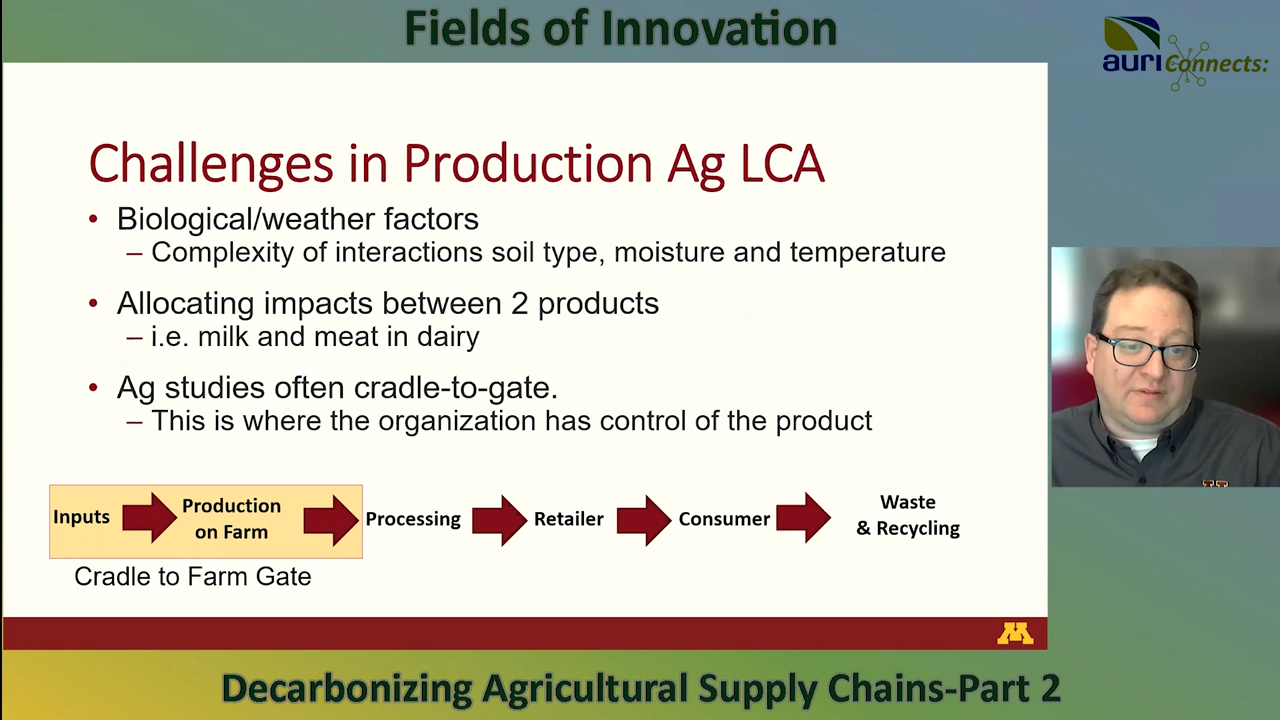 Fields of Innovation
auri Connects:
Challenges in Production Ag LCA
• Biological/weather factors
– Complexity of interactions soil type, moisture and temperature
• Allocating impacts between 2 products
– i.e. milk and meat in dairy
• Ag studies often cradle-to-gate.
– This is where the organization has control of the product
Inputs
Production
on Farm
Processing
Retailer
Consumer
Waste
& Recycling
Cradle to Farm Gate
M
Decarbonizing Agricultural Supply Chains-Part 2